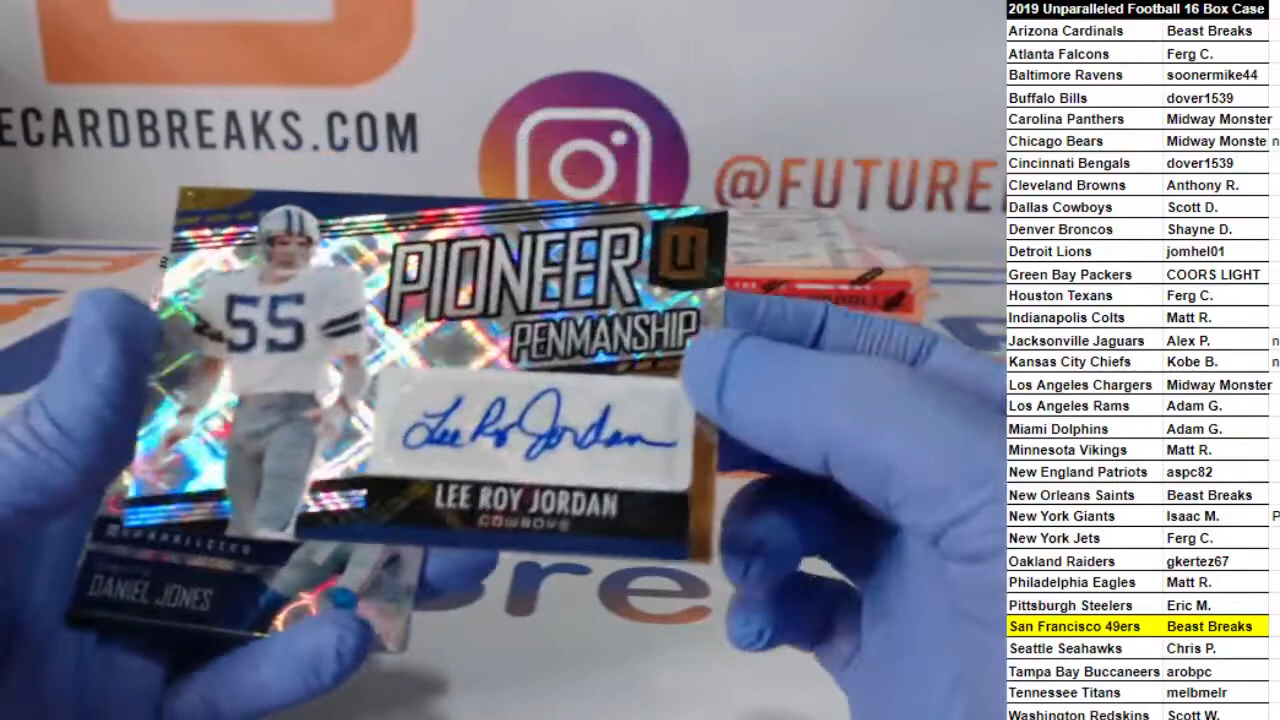 ECARDBREAKS.COM
@FUTURE
PIONEER
PENMANSHIP
U
55
Lee Roy Jordan
LEE ROY JORDAN
COWBOYS
DANIEL JONES
ure
2019 Unparalleled Football 16 Box Case
Arizona Cardinals Beast Breaks
Atlanta Falcons Ferg C.
Baltimore Ravens soonermike44
Buffalo Bills dover1539
Carolina Panthers Midway Monster
Chicago Bears Midway Monste n
Cincinnati Bengals dover1539
Cleveland Browns Anthony R.
Dallas Cowboys Scott D.
Denver Broncos Shayne D.
Detroit Lions jomhel01
Green Bay Packers COORS LIGHT
Houston Texans Ferg C.
Indianapolis Colts Matt R.
Jacksonville Jaguars Alex P. n
Kansas City Chiefs Kobe B. n
Los Angeles Chargers Midway Monster
Los Angeles Rams Adam G.
Miami Dolphins Adam G.
Minnesota Vikings Matt R.
New England Patriots aspc82
New Orleans Saints Beast Breaks
New York Giants Isaac M. P
New York Jets Ferg C.
Oakland Raiders gkertez67
Philadelphia Eagles Matt R.
Pittsburgh Steelers Eric M.
San Francisco 49ers Beast Breaks
Seattle Seahawks Chris P.
Tampa Bay Buccaneers arobpc
Tennessee Titans melbmelr
Washington Redskins Scott W.